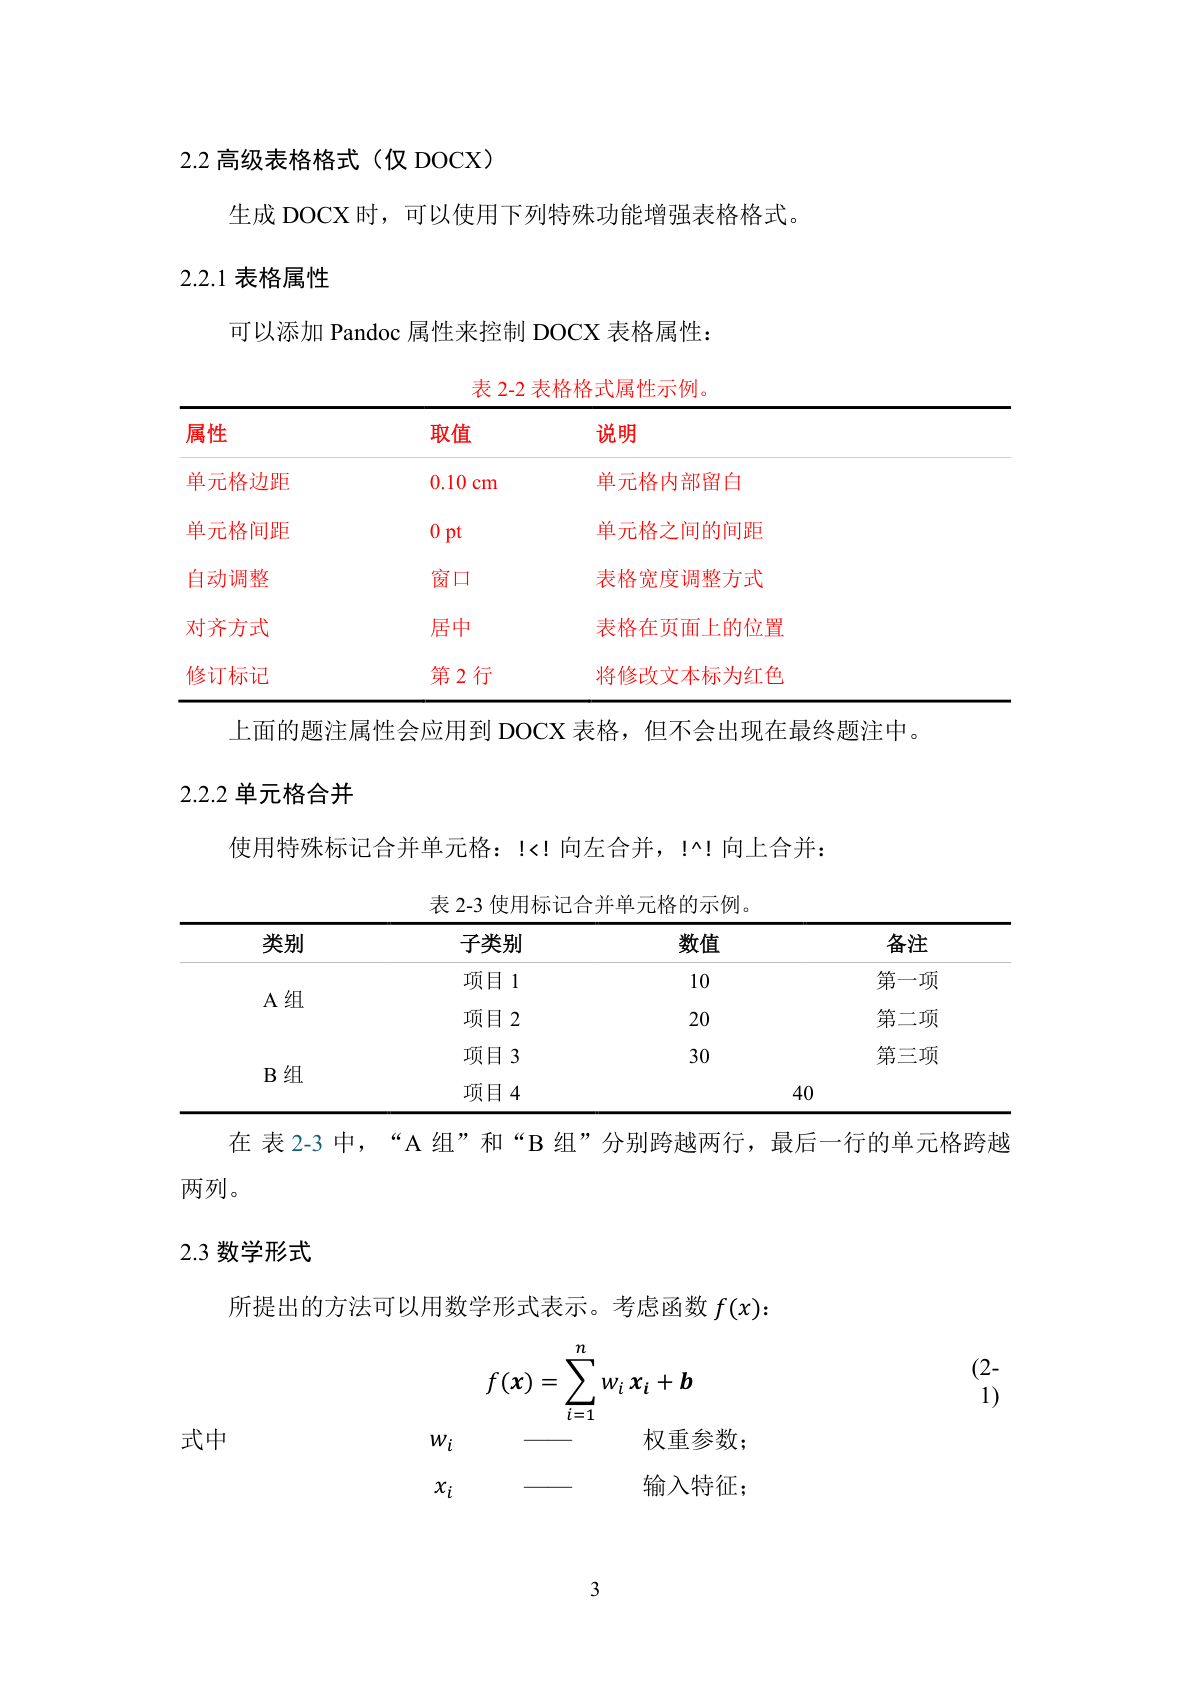 2.2 高级表格格式（仅 DOCX）
生成 DOCX 时，可以使用下列特殊功能增强表格格式。
2.2.1 表格属性
可以添加 Pandoc 属性来控制 DOCX 表格属性：
表 2-2 表格格式属性示例。
属性 取值 说明
单元格边距 0.10 cm 单元格内部留白
单元格间距 0 pt 单元格之间的间距
自动调整 窗口 表格宽度调整方式
对齐方式 居中 表格在页面上的位置
修订标记 第 2 行 将修改文本标为红色
上面的题注属性会应用到 DOCX 表格，但不会出现在最终题注中。
2.2.2 单元格合并
使用特殊标记合并单元格：!<! 向左合并，!^! 向上合并：
表 2-3 使用标记合并单元格的示例。
类别 子类别 数值 备注
A 组 项目 1 10 第一项
项目 2 20 第二项
B 组 项目 3 30 第三项
项目 4 40
在 表 2-3 中，“A 组”和“B 组”分别跨越两行，最后一行的单元格跨越
两列。
2.3 数学形式
所提出的方法可以用数学形式表示。考虑函数 f(x)：
f(x) = ∑_{i=1}^{n} w_i x_i + b (2-1)
式中 w_i —— 权重参数；
x_i —— 输入特征；
3